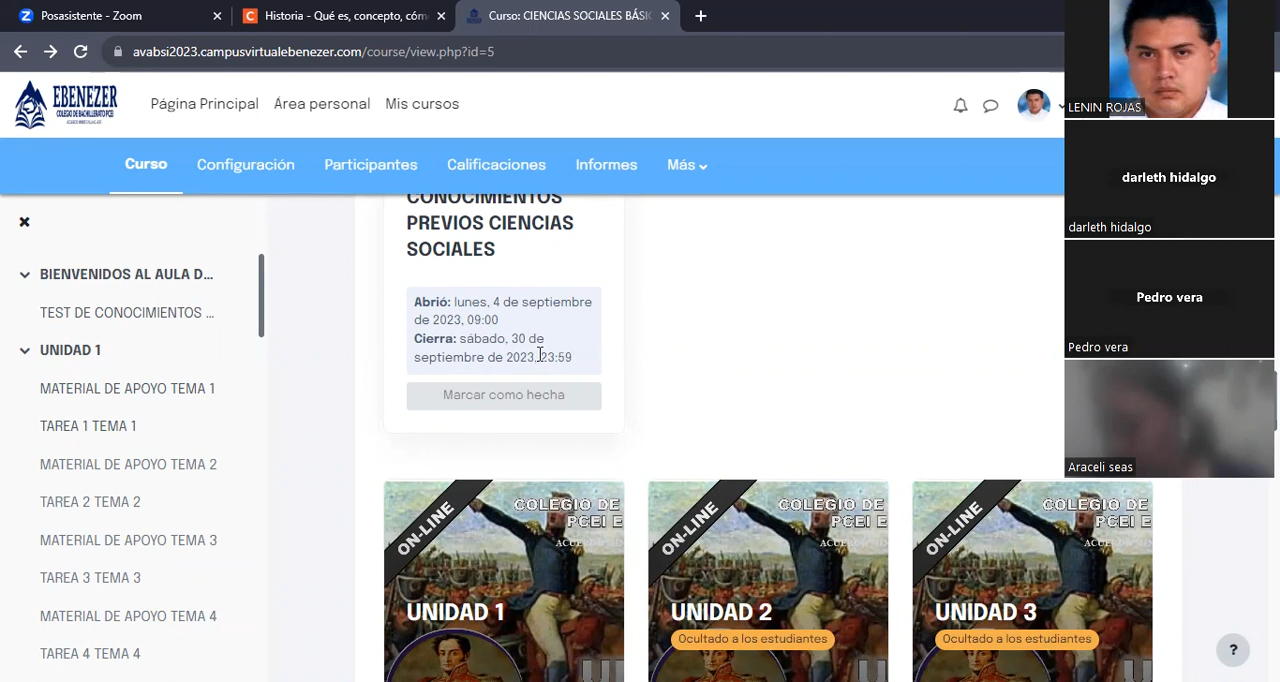 Posasistente - Zoom
Historia - Qué es, concepto, cóm
Curso: CIENCIAS SOCIALES BÁSIC
avabsi2023.campusvirtualebenezer.com/course/view.php?id=5
EBENEZER
COLEGIO DE BACHILLERATO PCEI
Página Principal
Área personal
Mis cursos
Curso
Configuración
Participantes
Calificaciones
Informes
Más
BIENVENIDOS AL AULA D...
TEST DE CONOCIMIENTOS ...
UNIDAD 1
MATERIAL DE APOYO TEMA 1
TAREA 1 TEMA 1
MATERIAL DE APOYO TEMA 2
TAREA 2 TEMA 2
MATERIAL DE APOYO TEMA 3
TAREA 3 TEMA 3
MATERIAL DE APOYO TEMA 4
TAREA 4 TEMA 4
CONOCIMIENTOS
PREVIOS CIENCIAS
SOCIALES
Abrió: lunes, 4 de septiembre
de 2023, 09:00
Cierra: sábado, 30 de
septiembre de 2023, 23:59
Marcar como hecha
ON-LINE
COLEGIO DE
PCEI E
UNIDAD 1
ON-LINE
COLEGIO DE
PCEI E
UNIDAD 2
Ocultado a los estudiantes
ON-LINE
COLEGIO DE
PCEI E
UNIDAD 3
Ocultado a los estudiantes
?
LENIN ROJAS
darleth hidalgo
darleth hidalgo
Pedro vera
Pedro vera
Araceli seas